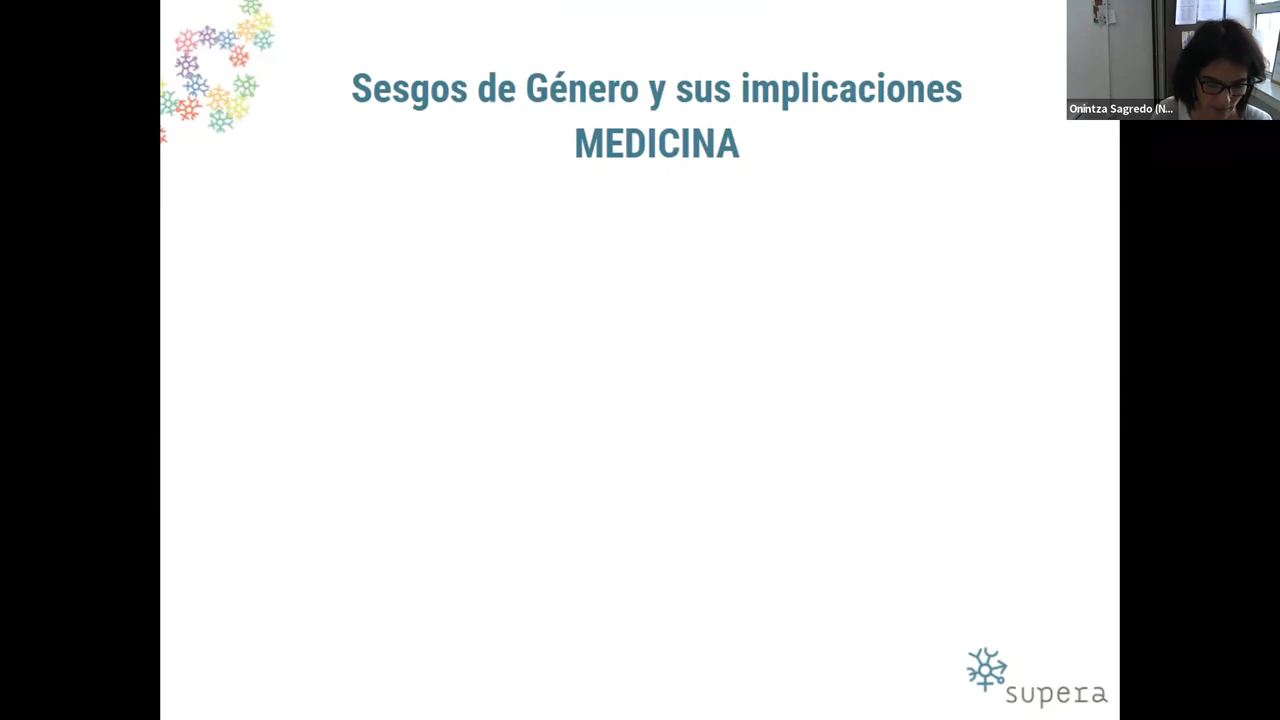 Sesgos de Género y sus implicaciones
MEDICINA
Onintza Sagredo (N...
supera